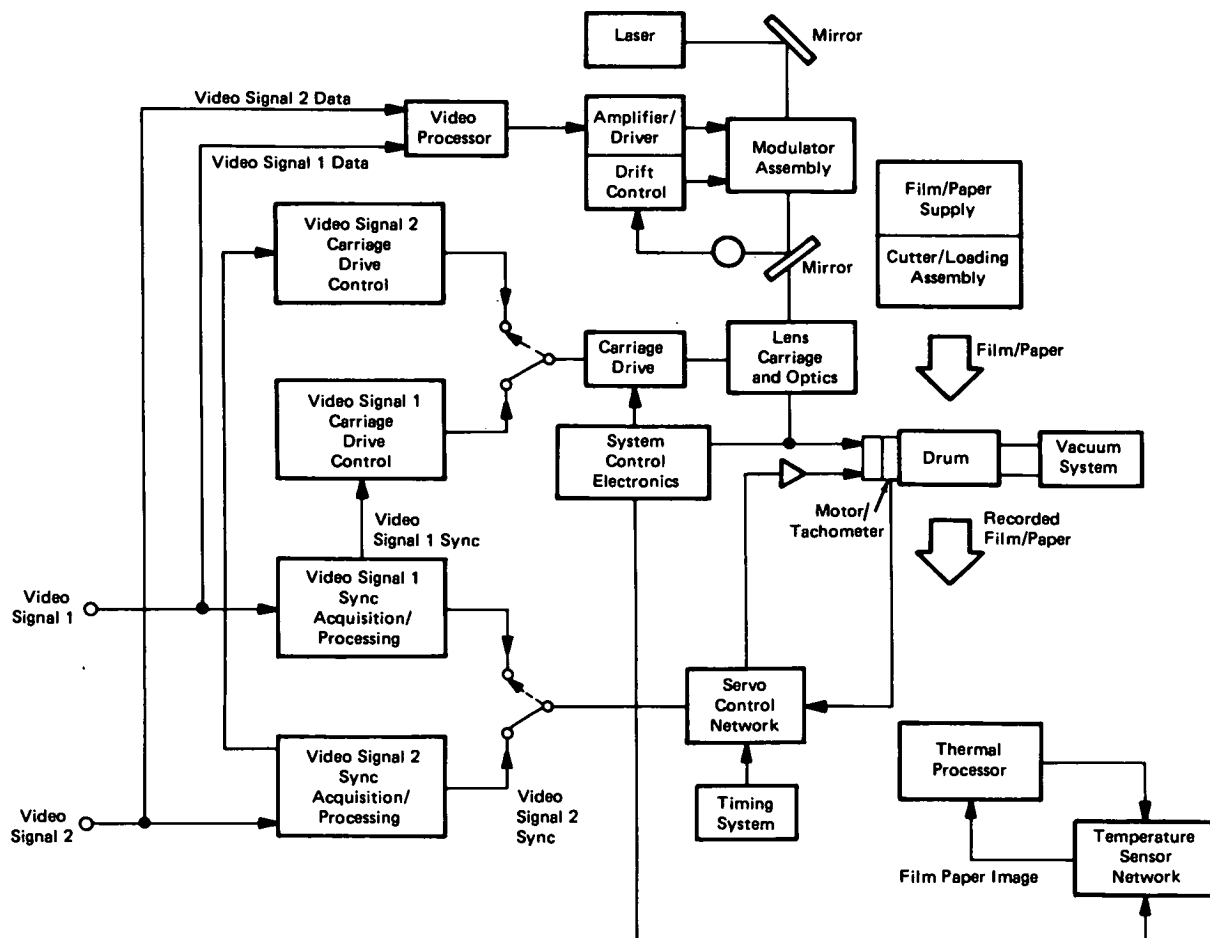 Laser
Mirror
Video Signal 2 Data
Video
Processor
Amplifier/
Driver
Drift
Control
Modulator
Assembly
Video Signal 1 Data
Film/Paper
Supply
Cutter/Loading
Assembly
Video Signal 2
Carriage
Drive
Control
Mirror
Carriage
Drive
Lens
Carriage
and Optics
Film/Paper
Video Signal 1
Carriage
Drive
Control
System
Control
Electronics
Drum
Vacuum
System
Motor/
Tachometer
Recorded
Film/Paper
Video
Signal 1 Sync
Video
Signal 1
Video Signal 1
Sync
Acquisition/
Processing
Servo
Control
Network
Video Signal 2
Sync
Acquisition/
Processing
Video
Signal 2
Sync
Timing
System
Thermal
Processor
Video
Signal 2
Film Paper Image
Temperature
Sensor
Network